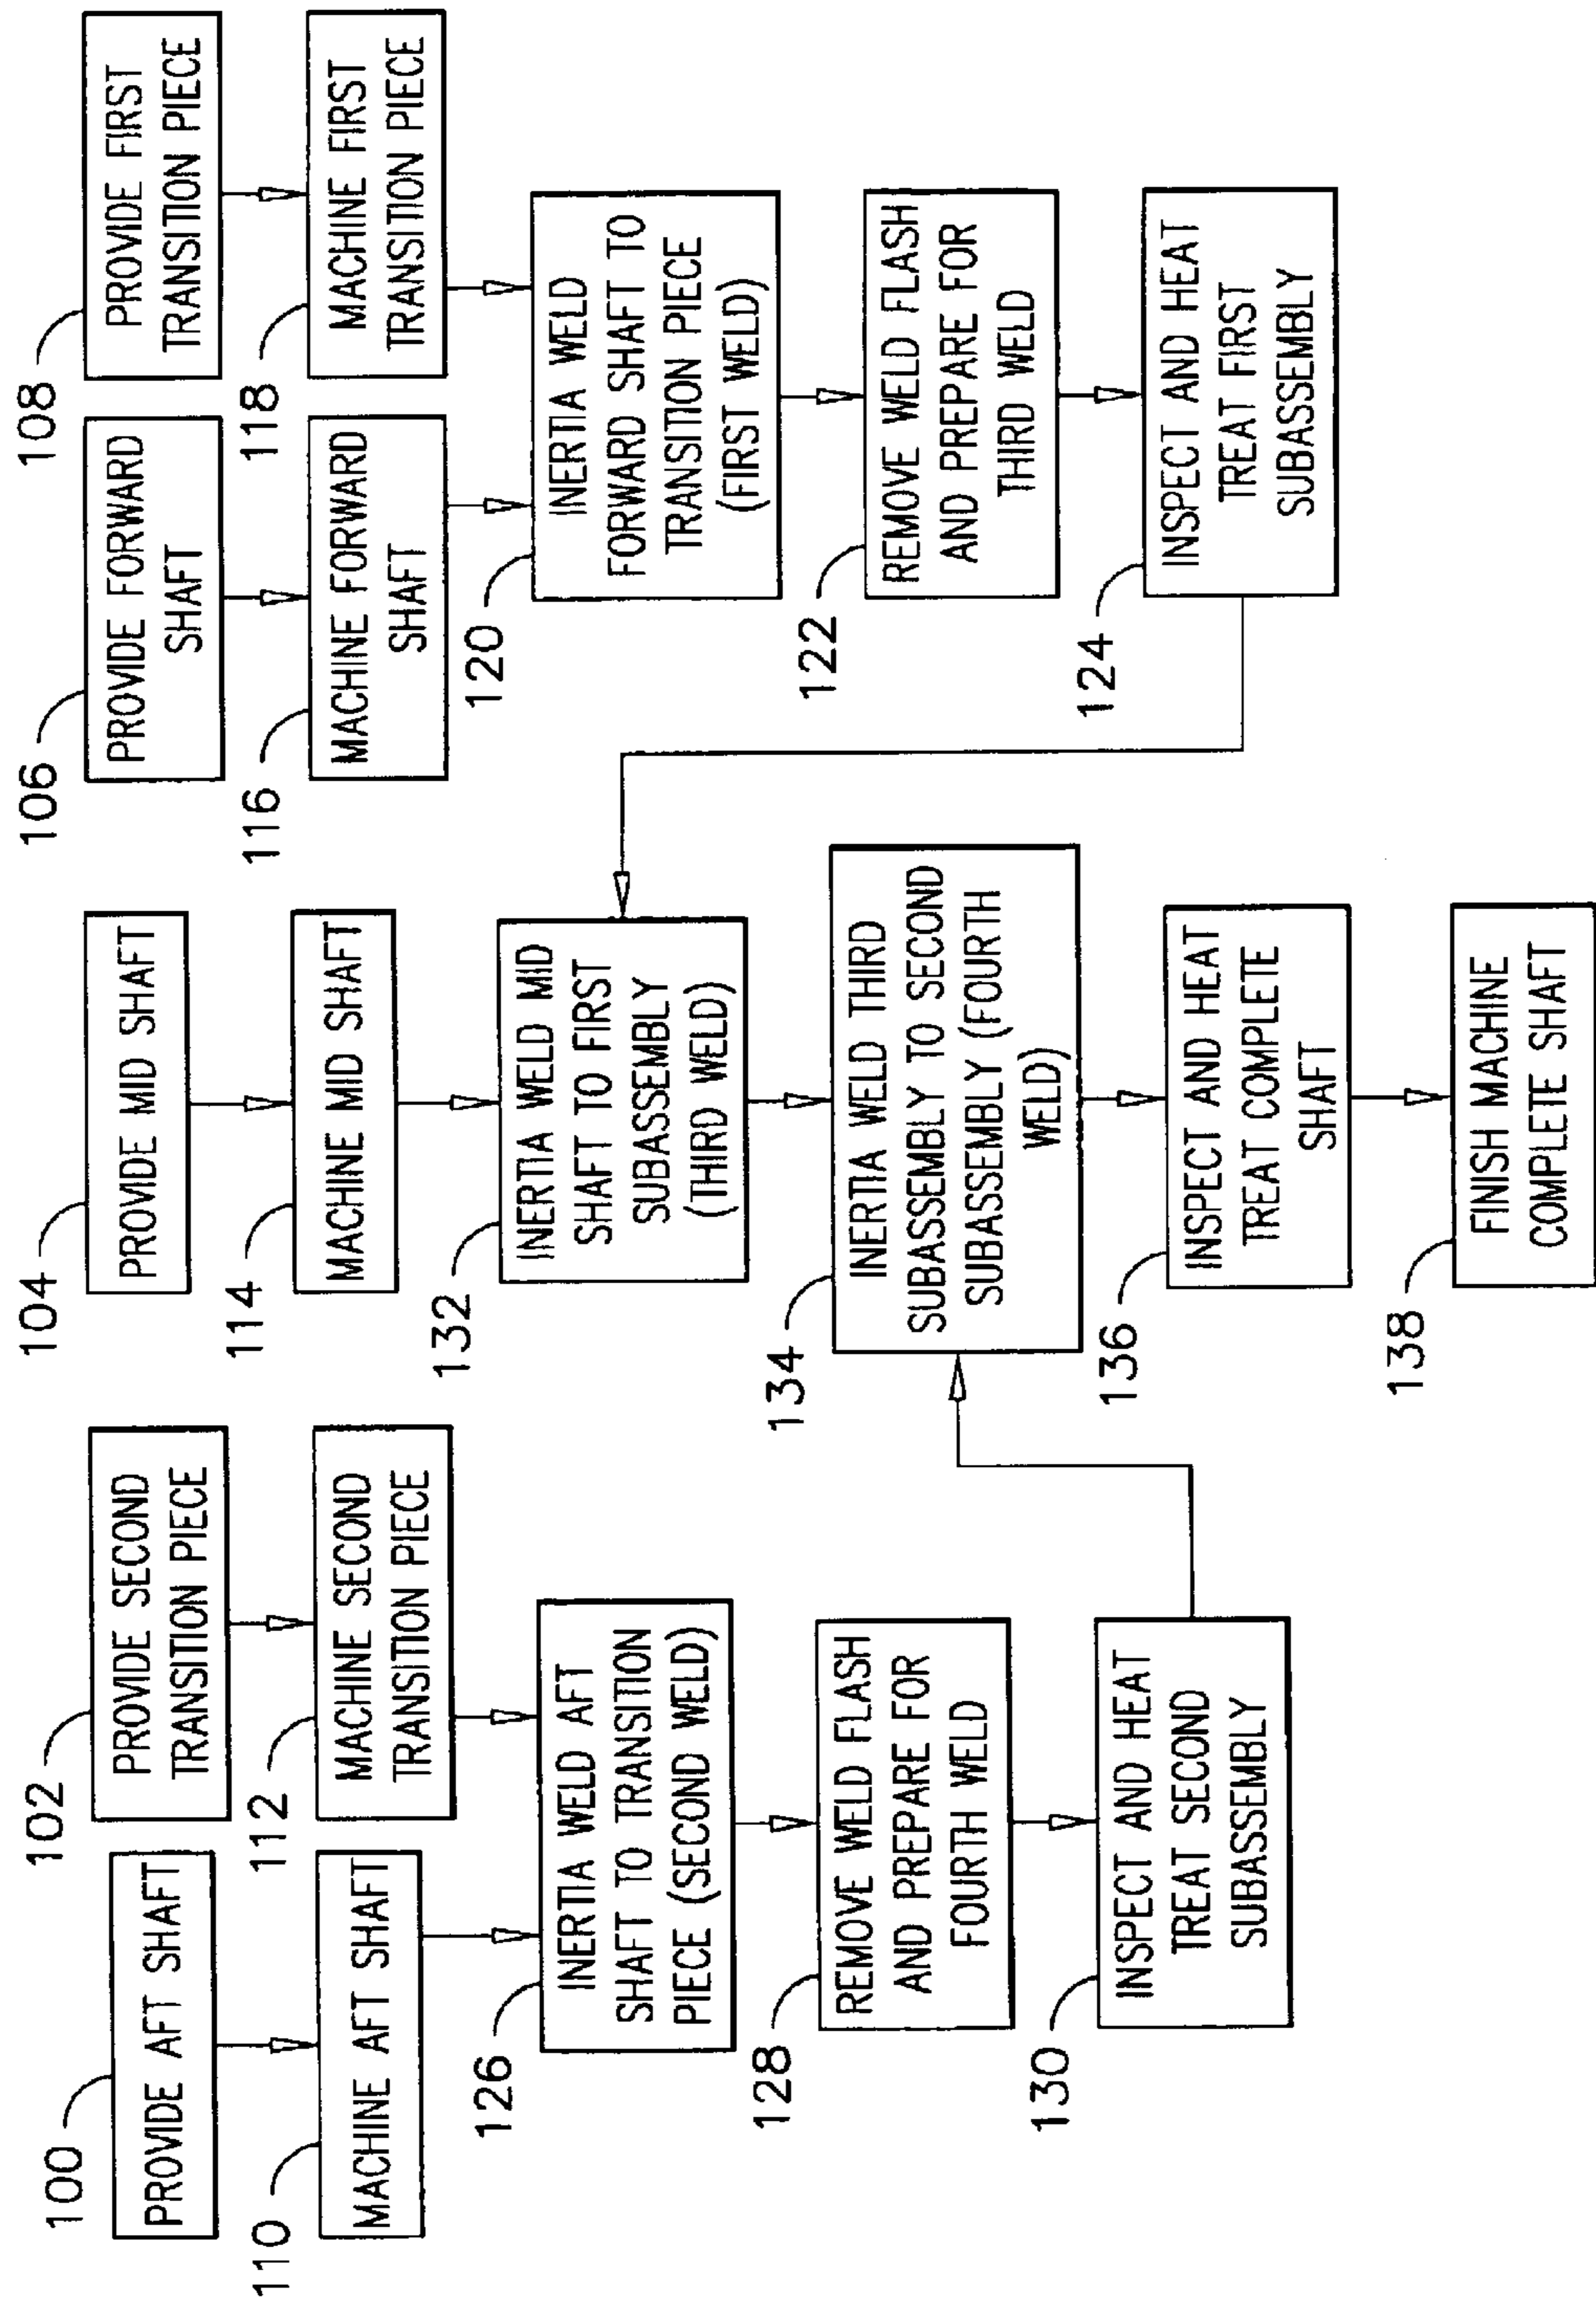 100
PROVIDE AFT SHAFT
102
PROVIDE SECOND
TRANSITION PIECE
104
PROVIDE MID SHAFT
106
PROVIDE FORWARD
SHAFT
108
PROVIDE FIRST
TRANSITION PIECE
110
MACHINE AFT SHAFT
112
MACHINE SECOND
TRANSITION PIECE
114
MACHINE MID SHAFT
116
MACHINE FORWARD
SHAFT
118
MACHINE FIRST
TRANSITION PIECE
126
INERTIA WELD AFT
SHAFT TO TRANSITION
PIECE (SECOND WELD)
132
INERTIA WELD MID
SHAFT TO FIRST
SUBASSEMBLY
(THIRD WELD)
120
INERTIA WELD
FORWARD SHAFT TO
TRANSITION PIECE
(FIRST WELD)
128
REMOVE WELD FLASH
AND PREPARE FOR
FOURTH WELD
134
INERTIA WELD THIRD
SUBASSEMBLY TO SECOND
SUBASSEMBLY (FOURTH
WELD)
122
REMOVE WELD FLASH
AND PREPARE FOR
THIRD WELD
130
INSPECT AND HEAT
TREAT SECOND
SUBASSEMBLY
136
INSPECT AND HEAT
TREAT COMPLETE
SHAFT
124
INSPECT AND HEAT
TREAT FIRST
SUBASSEMBLY
138
FINISH MACHINE
COMPLETE SHAFT